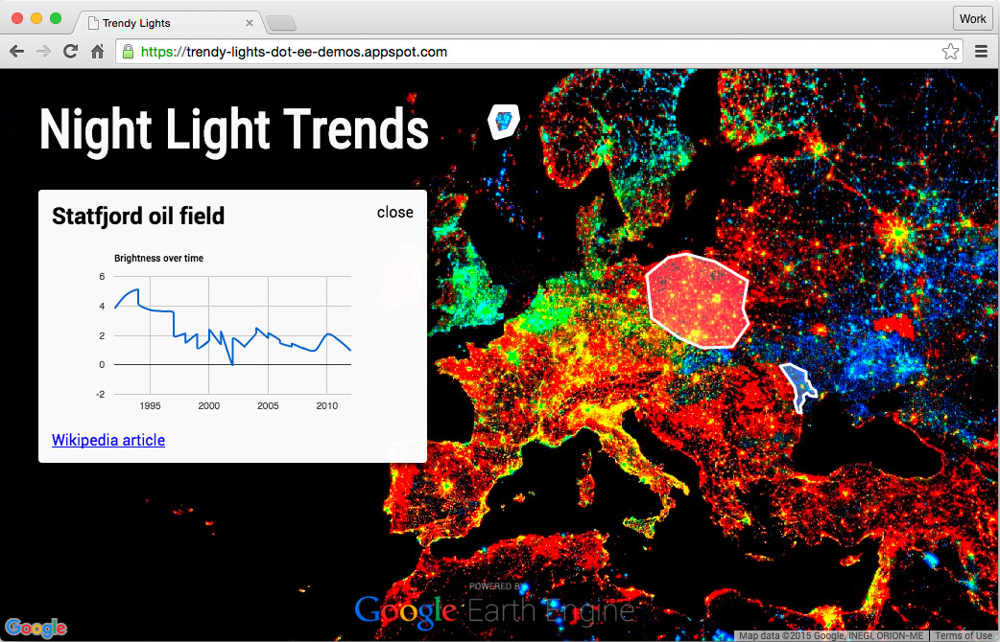 Trendy Lights
Work
https://trendy-lights-dot-ee-demos.appspot.com
Night Light Trends
Statfjord oil field
close
Brightness over time
6
4
2
0
-2
1995 2000 2005 2010
Wikipedia article
POWERED BY
Google Earth Engine
Google
Map data ©2015 Google, INEGI, ORION-ME Terms of Use